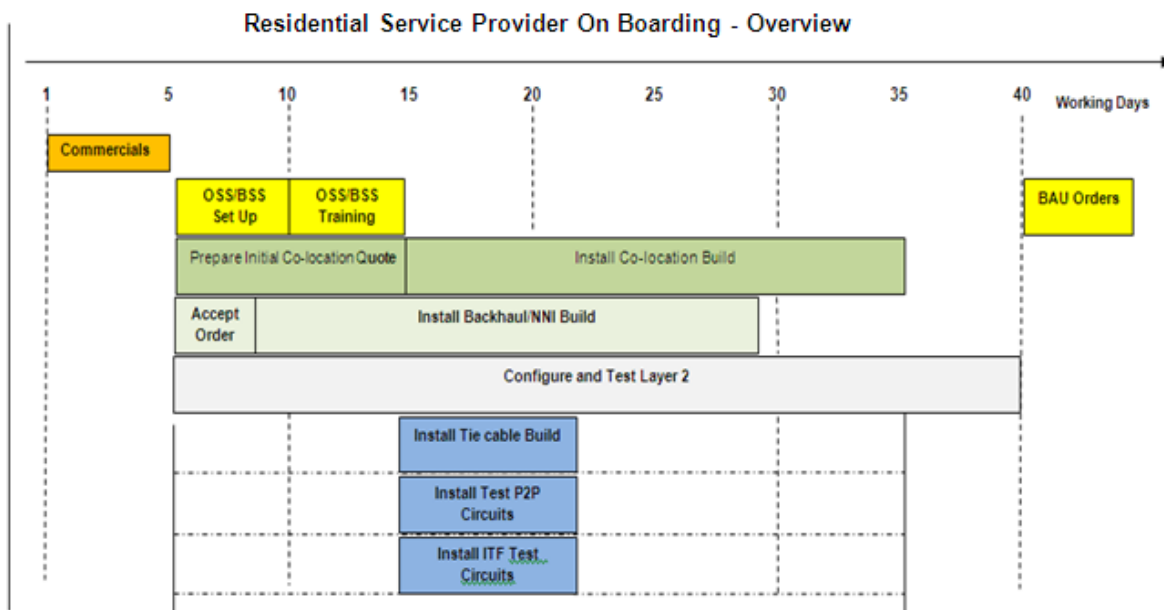 Residential Service Provider On Boarding - Overview
1 5 10 15 20 25 30 35 40 Working Days
Commercials
OSS/BSS
Set Up
OSS/BSS
Training
BAU Orders
Prepare Initial Co-location Quote
Install Co-location Build
Accept
Order
Install Backhaul/NNI Build
Configure and Test Layer 2
Install Tie cable Build
Install Test P2P
Circuits
Install ITF Test
Circuits